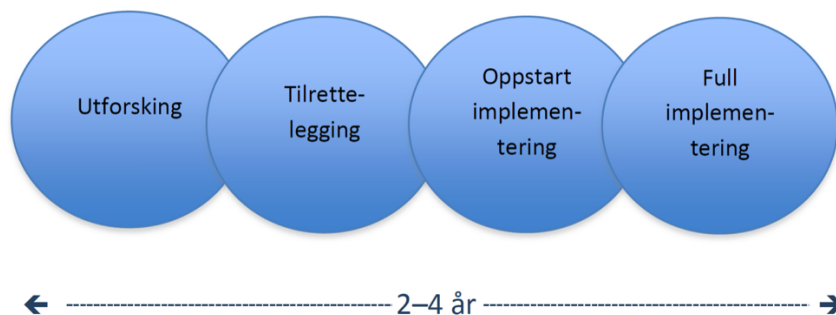 Utforsking
Tilrette-
legging
Oppstart
implemen-
tering
Full
implemen-
tering
2–4 år